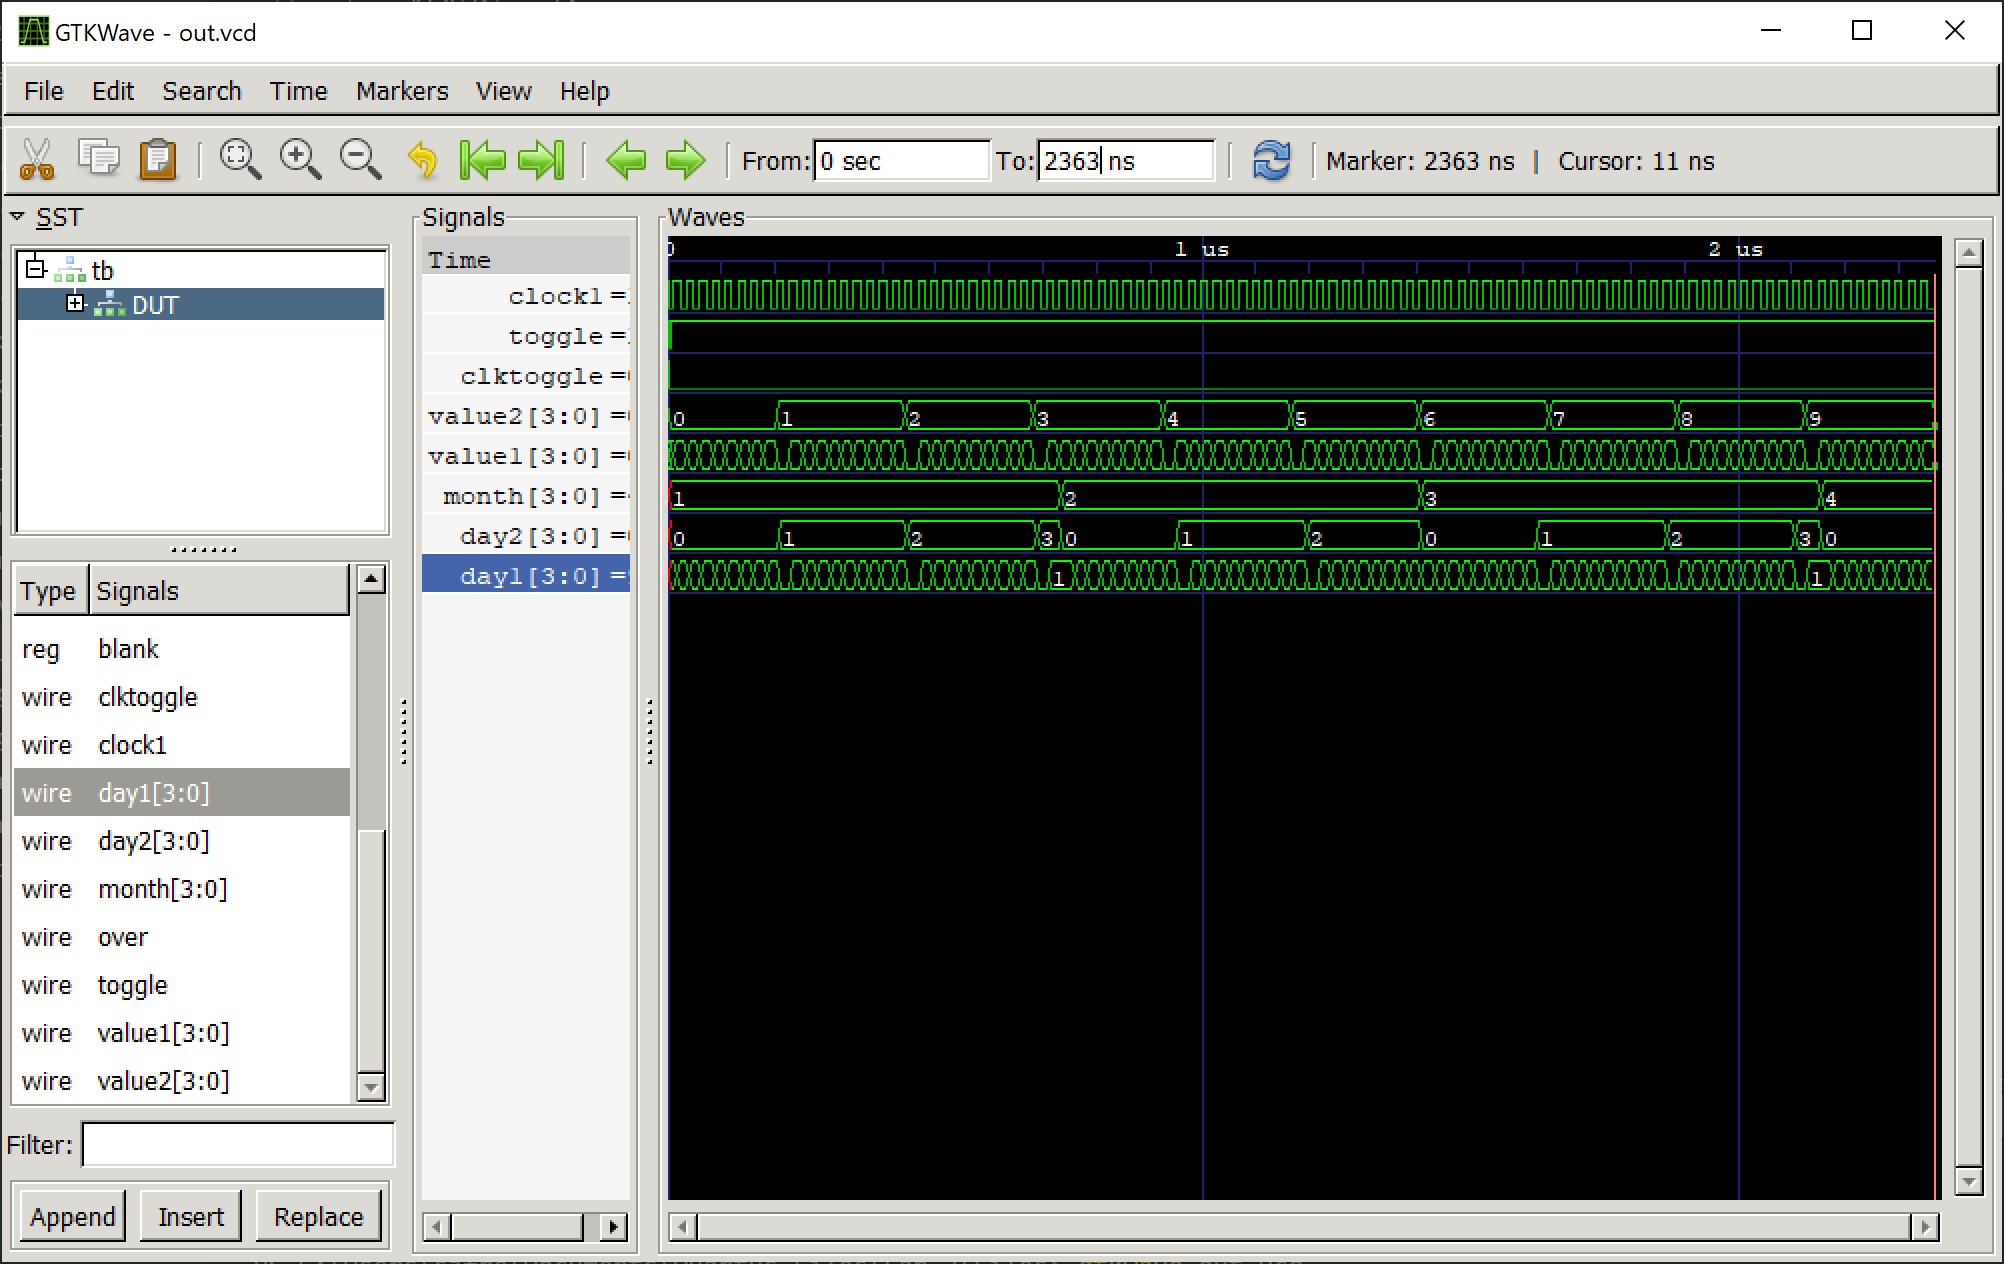 GTKWave - out.vcd
File Edit Search Time Markers View Help
From: 0 sec To: 2363 ns Marker: 2363 ns | Cursor: 11 ns
SST
tb
DUT
Type Signals
reg blank
wire clktoggle
wire clock1
wire day1[3:0]
wire day2[3:0]
wire month[3:0]
wire over
wire toggle
wire value1[3:0]
wire value2[3:0]
Filter:
Append Insert Replace
Signals
Time
clock1 =
toggle =
clktoggle =
value2[3:0] =
value1[3:0] =
month[3:0] =
day2[3:0] =
day1[3:0] =
Waves
0 1 us 2 us
0 1 2 3 4 5 6 7 8 9
1 2 3 4
0 1 2 3 0 1 2 0 1 2 3 0
1 1